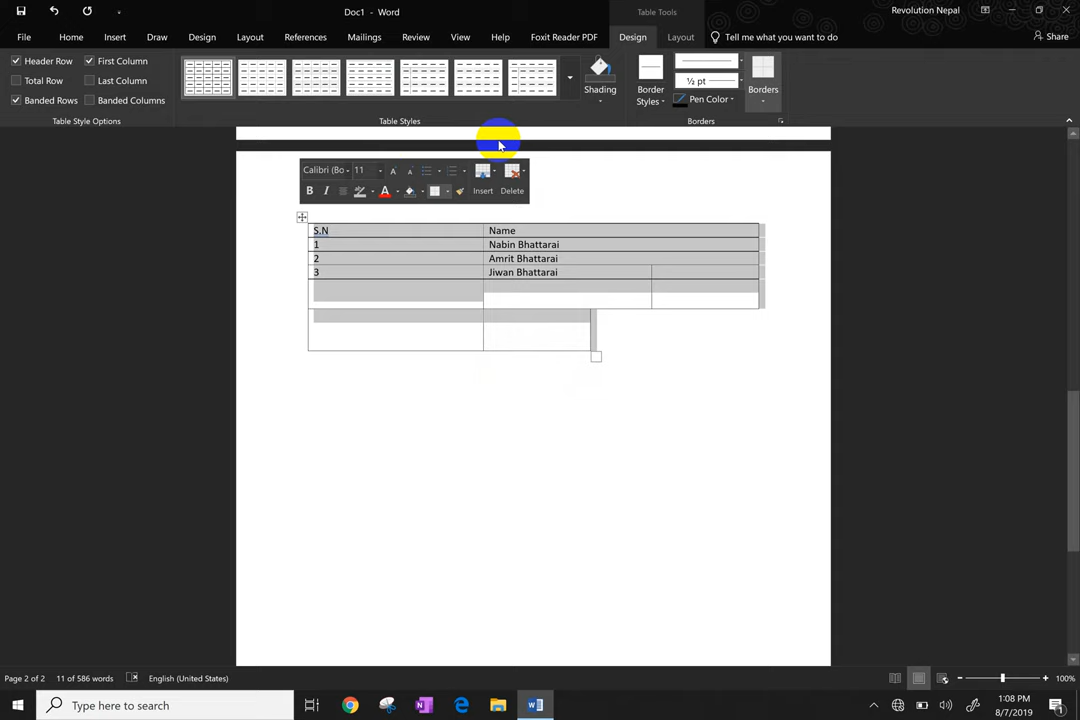 Doc1 - Word
Table Tools
Revolution Nepal
File Home Insert Draw Design Layout References Mailings Review View Help Foxit Reader PDF Design Layout Tell me what you want to do Share
Header Row First Column
Total Row Last Column
Banded Rows Banded Columns
Table Style Options
Table Styles
Shading
Border Styles
½ pt
Pen Color
Borders
Borders
Calibri (Bo 11 A A
B I A Insert Delete
S.N Name
1 Nabin Bhattarai
2 Amrit Bhattarai
3 Jiwan Bhattarai
Page 2 of 2 11 of 586 words English (United States) 100%
Type here to search
1:08 PM
8/7/2019
1